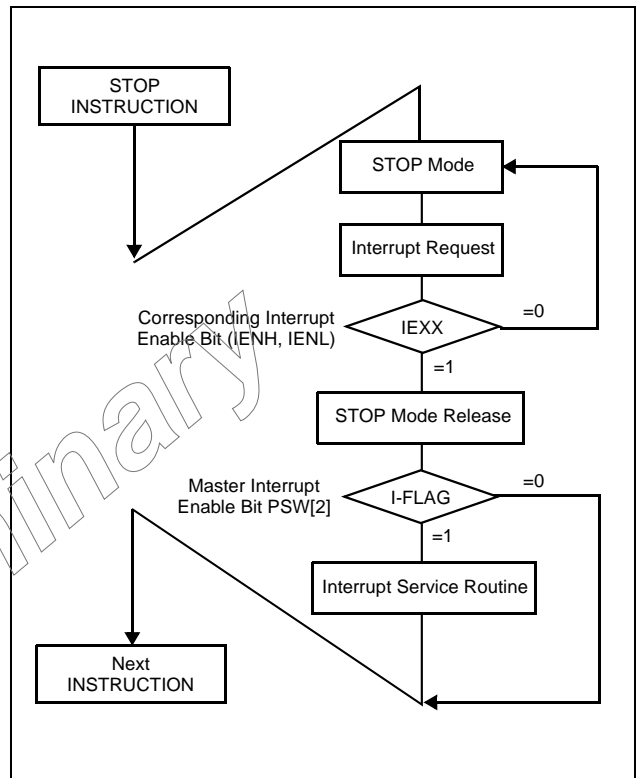 STOP
INSTRUCTION
STOP Mode
Interrupt Request
Corresponding Interrupt
Enable Bit (IENH, IENL)
IEXX
=0
=1
STOP Mode Release
Master Interrupt
Enable Bit PSW[2]
I-FLAG
=0
=1
Interrupt Service Routine
Next
INSTRUCTION